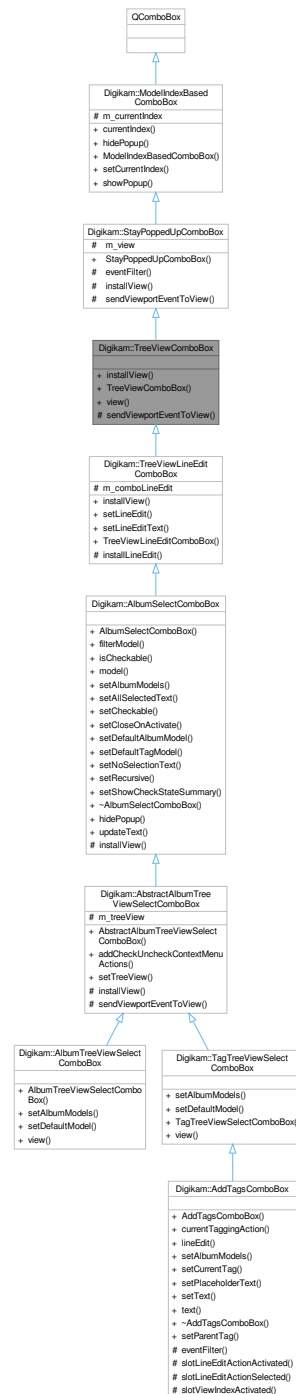 QComboBox
Digikam::ModelIndexBased
ComboBox
# m_currentIndex
+ currentIndex()
+ hidePopup()
+ ModelIndexBasedComboBox()
+ setCurrentIndex()
+ showPopup()
Digikam::StayPoppedUpComboBox
# m_view
+ StayPoppedUpComboBox()
# eventFilter()
# installView()
# sendViewportEventToView()
Digikam::TreeViewComboBox
+ installView()
+ TreeViewComboBox()
+ view()
# sendViewportEventToView()
Digikam::TreeViewLineEdit
ComboBox
# m_comboLineEdit
+ installView()
+ setLineEdit()
+ setLineEditText()
+ TreeViewLineEditComboBox()
# installLineEdit()
Digikam::AlbumSelectComboBox
+ AlbumSelectComboBox()
+ filterModel()
+ isCheckable()
+ model()
+ setAlbumModels()
+ setAllSelectedText()
+ setCheckable()
+ setCloseOnActivate()
+ setDefaultAlbumModel()
+ setDefaultTagModel()
+ setNoSelectionText()
+ setRecursive()
+ setShowCheckStateSummary()
+ ~AlbumSelectComboBox()
+ hidePopup()
+ updateText()
# installView()
Digikam::AbstractAlbumTree
ViewSelectComboBox
# m_treeView
+ AbstractAlbumTreeViewSelect
ComboBox()
+ addCheckUncheckContextMenu
Actions()
+ setTreeView()
# installView()
# sendViewportEventToView()
Digikam::AlbumTreeViewSelect
ComboBox
+ AlbumTreeViewSelectCombo
Box()
+ setAlbumModels()
+ setDefaultModel()
+ view()
Digikam::TagTreeViewSelect
ComboBox
+ setAlbumModels()
+ setDefaultModel()
+ TagTreeViewSelectComboBox()
+ view()
Digikam::AddTagsComboBox
+ AddTagsComboBox()
+ currentTaggingAction()
+ lineEdit()
+ setAlbumModels()
+ setCurrentTag()
+ setPlaceholderText()
+ setText()
+ text()
+ ~AddTagsComboBox()
+ setParentTag()
# eventFilter()
# slotLineEditActionActivated()
# slotLineEditActionSelected()
# slotViewIndexActivated()